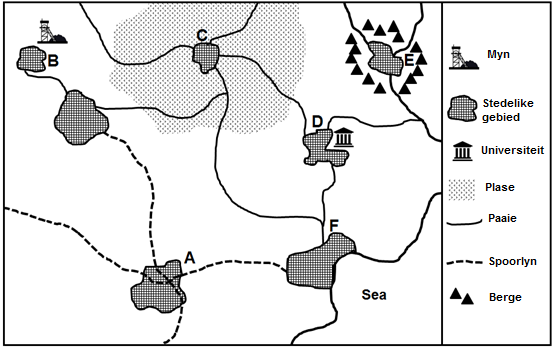 C
B
E
D
F
A
Sea
Myn
Stedelike
gebied
Universiteit
Plase
Paaie
Spoorlyn
Berge